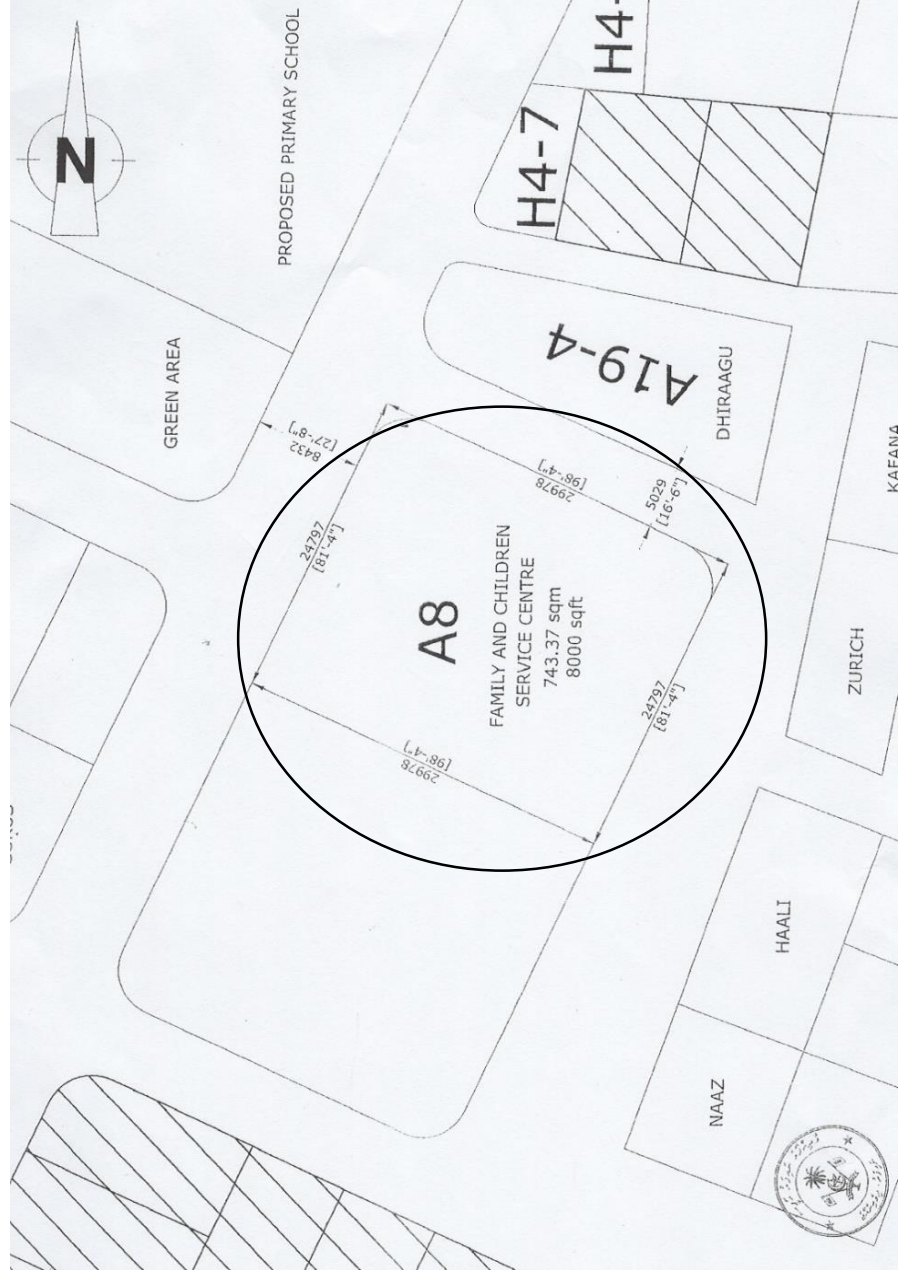 N
PROPOSED PRIMARY SCHOOL
GREEN AREA
H4-
H4-7
A19-4
DHIRAAGU
8432
[27'-8"]
24797
[81'-4"]
29978
[98'-4"]
5029
[16'-6"]
A8
FAMILY AND CHILDREN
SERVICE CENTRE
743.37 sqm
8000 sqft
29978
[98'-4"]
24797
[81'-4"]
KAFANA
ZURICH
HAALI
NAAZ